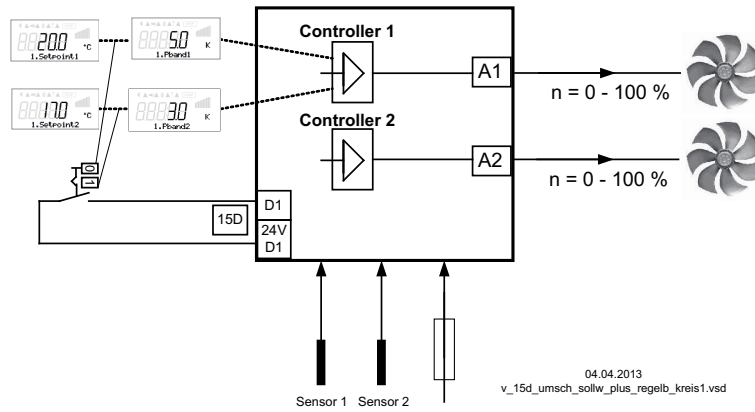 20.0 °C
1.Setpoint1
5.0 K
1.Pband1
17.0 °C
1.Setpoint2
3.0 K
1.Pband2
Controller 1
A1
n = 0 - 100 %
Controller 2
A2
n = 0 - 100 %
0
1
15D
D1
24V
D1
Sensor 1
Sensor 2
04.04.2013
v_15d_umsch_sollw_plus_regelb_kreis1.vsd